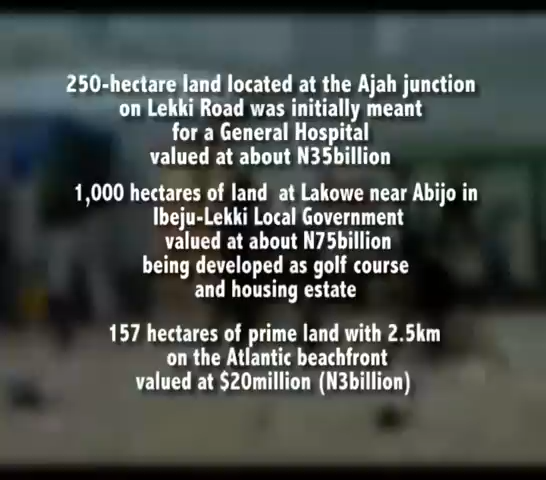 250-hectare land located at the Ajah junction
on Lekki Road was initially meant
for a General Hospital
valued at about N35billion
1,000 hectares of land at Lakowe near Abijo in
Ibeju-Lekki Local Government
valued at about N75billion
being developed as golf course
and housing estate
157 hectares of prime land with 2.5km
on the Atlantic beachfront
valued at $20million (N3billion)